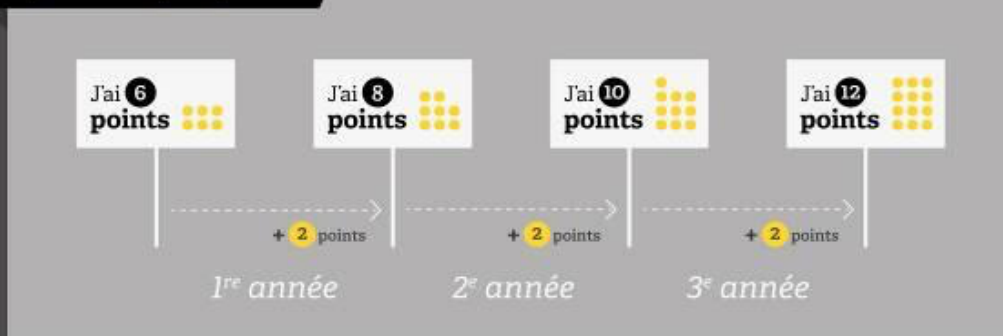 J'ai 6
points
J'ai 8
points
J'ai 10
points
J'ai 12
points
+ 2 points
+ 2 points
+ 2 points
1re année
2e année
3e année